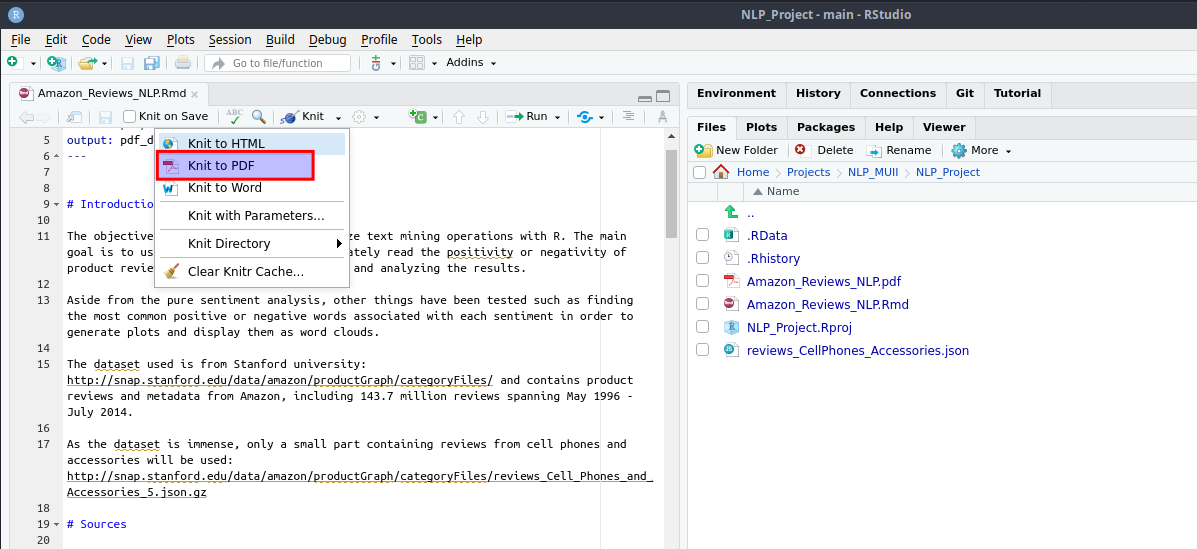 NLP_Project - main - RStudio
File Edit Code View Plots Session Build Debug Profile Tools Help
Go to file/function
Addins
Amazon_Reviews_NLP.Rmd
Knit on Save
ABC
Knit
Run
5 output: pdf_d
6 ---
7
8
9 # Introductio
10
11 The objective
ze text mining operations with R. The main
goal is to us
ately read the positivity or negativity of
product revie
and analyzing the results.
12
13 Aside from the pure sentiment analysis, other things have been tested such as finding
the most common positive or negative words associated with each sentiment in order to
generate plots and display them as word clouds.
14
15 The dataset used is from Stanford university:
http://snap.stanford.edu/data/amazon/productGraph/categoryFiles/ and contains product
reviews and metadata from Amazon, including 143.7 million reviews spanning May 1996 -
July 2014.
16
17 As the dataset is immense, only a small part containing reviews from cell phones and
accessories will be used:
http://snap.stanford.edu/data/amazon/productGraph/categoryFiles/reviews_Cell_Phones_and_
Accessories_5.json.gz
18
19 # Sources
20
Knit to HTML
Knit to PDF
Knit to Word
Knit with Parameters...
Knit Directory
Clear Knitr Cache...
Environment History Connections Git Tutorial
Files Plots Packages Help Viewer
New Folder Delete Rename More
Home Projects NLP_MUII NLP_Project
Name
..
.RData
.Rhistory
Amazon_Reviews_NLP.pdf
Amazon_Reviews_NLP.Rmd
NLP_Project.Rproj
reviews_CellPhones_Accessories.json